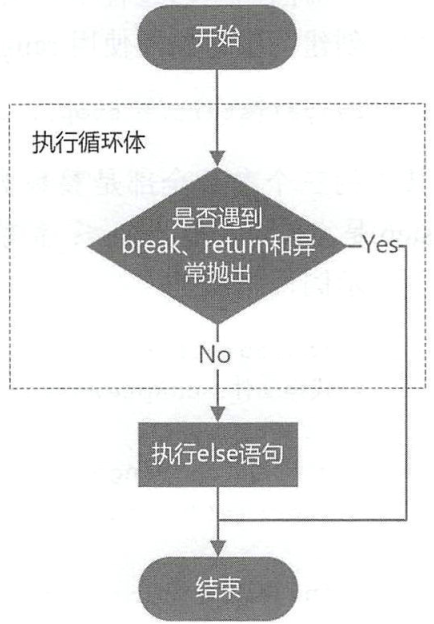 开始
执行循环体
是否遇到
break、return和异
常抛出
Yes
No
执行else语句
结束